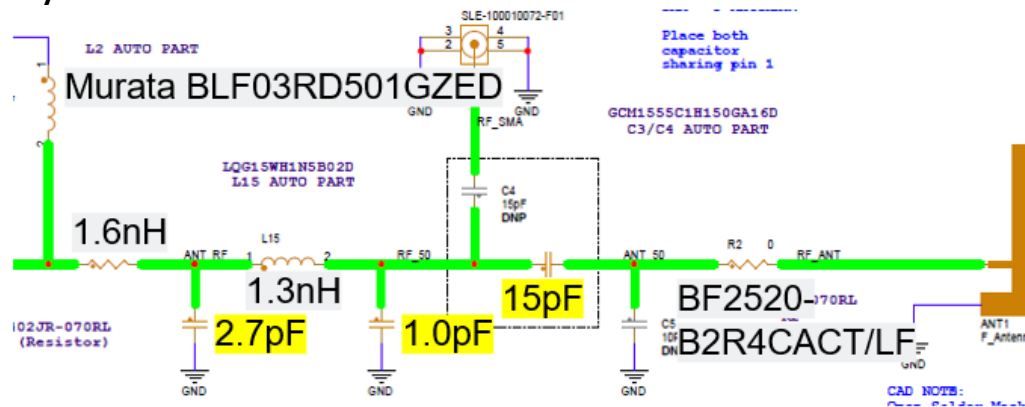 SLE-100010072-F01
3
4
2
5
Place both
capacitor
sharing pin 1
L2 AUTO PART
1
Murata BLF03RD501GZED
GND
GND
RF_SMA
GCM1555C1H150GA16D
C3/C4 AUTO PART
2
LQG15WH1N5B02D
L15 AUTO PART
C4
15pF
DNP
1.6nH
ANT_RF
1
L15
2
RF_50
ANT_50
R2
0
RF_ANT
1.3nH
15pF
BF2520-
B2R4CACT/LF
070RL
2.7pF
1.0pF
C5
402JR-070RL
(Resistor)
ANT1
F_Antenn
GND
GND
GND
GND
CAD NOTE: